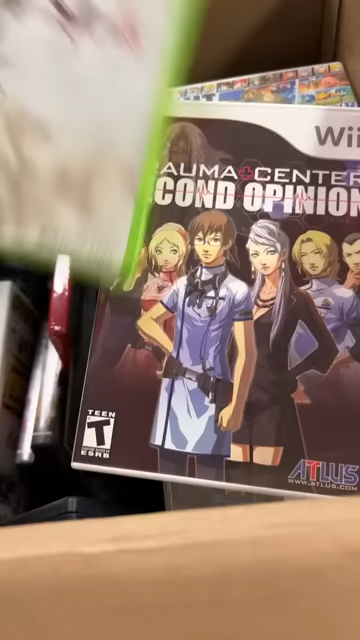 Wii
AUMA CENTER
COND OPINION
TEEN
T
ESRB
ATLUS
WWW.ATLUS.COM